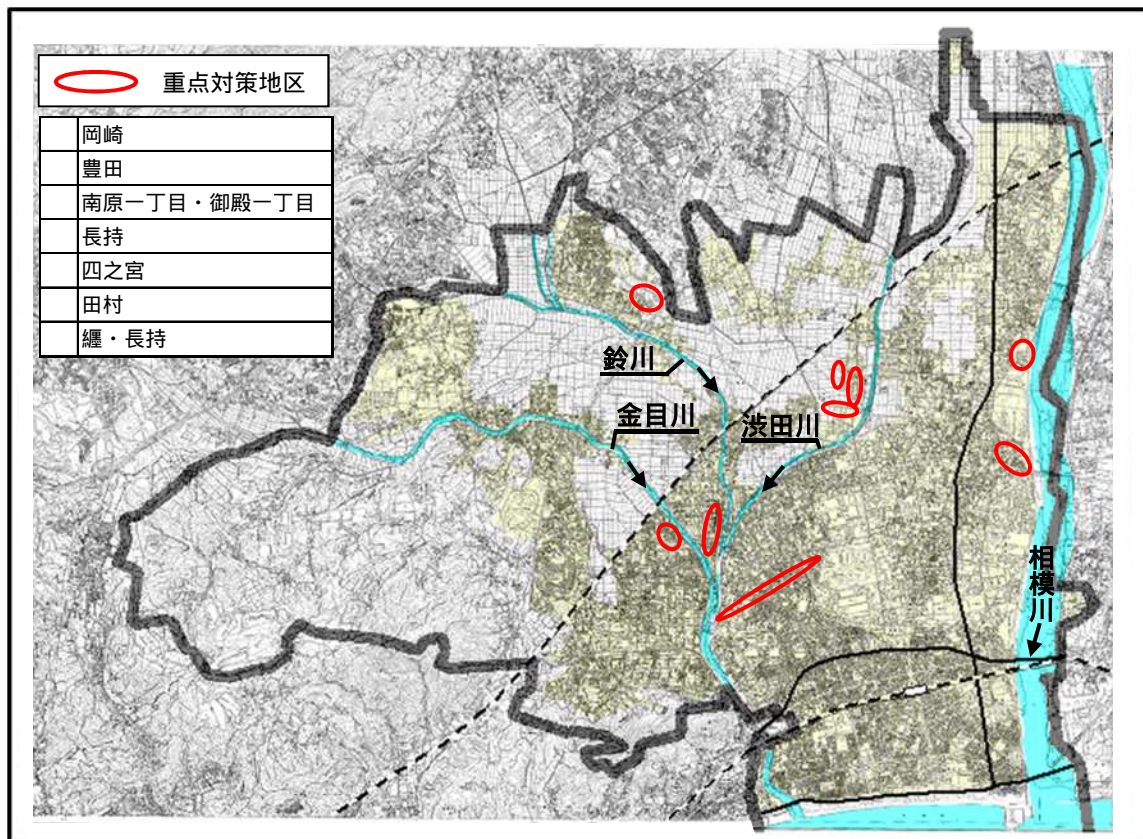 重点対策地区
岡崎
豊田
南原一丁目・御殿一丁目
長持
四之宮
田村
纒・長持
鈴川
金目川
渋田川
相模川